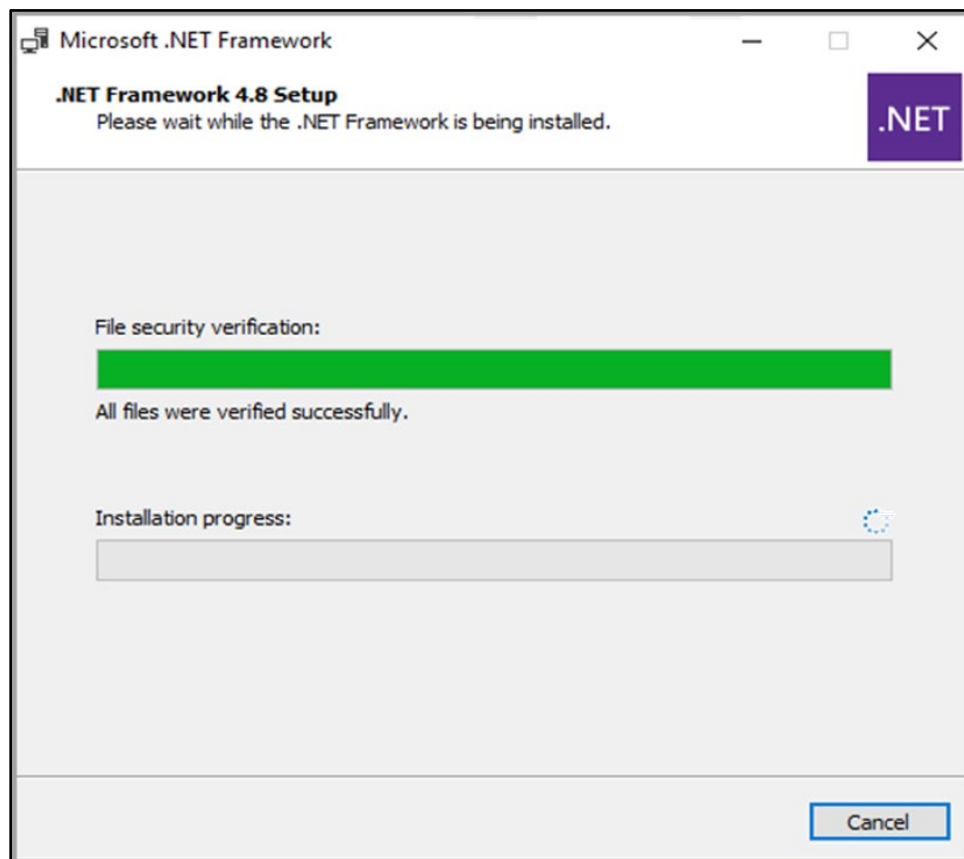 Microsoft .NET Framework
.NET Framework 4.8 Setup
Please wait while the .NET Framework is being installed.
.NET
File security verification:
All files were verified successfully.
Installation progress:
Cancel